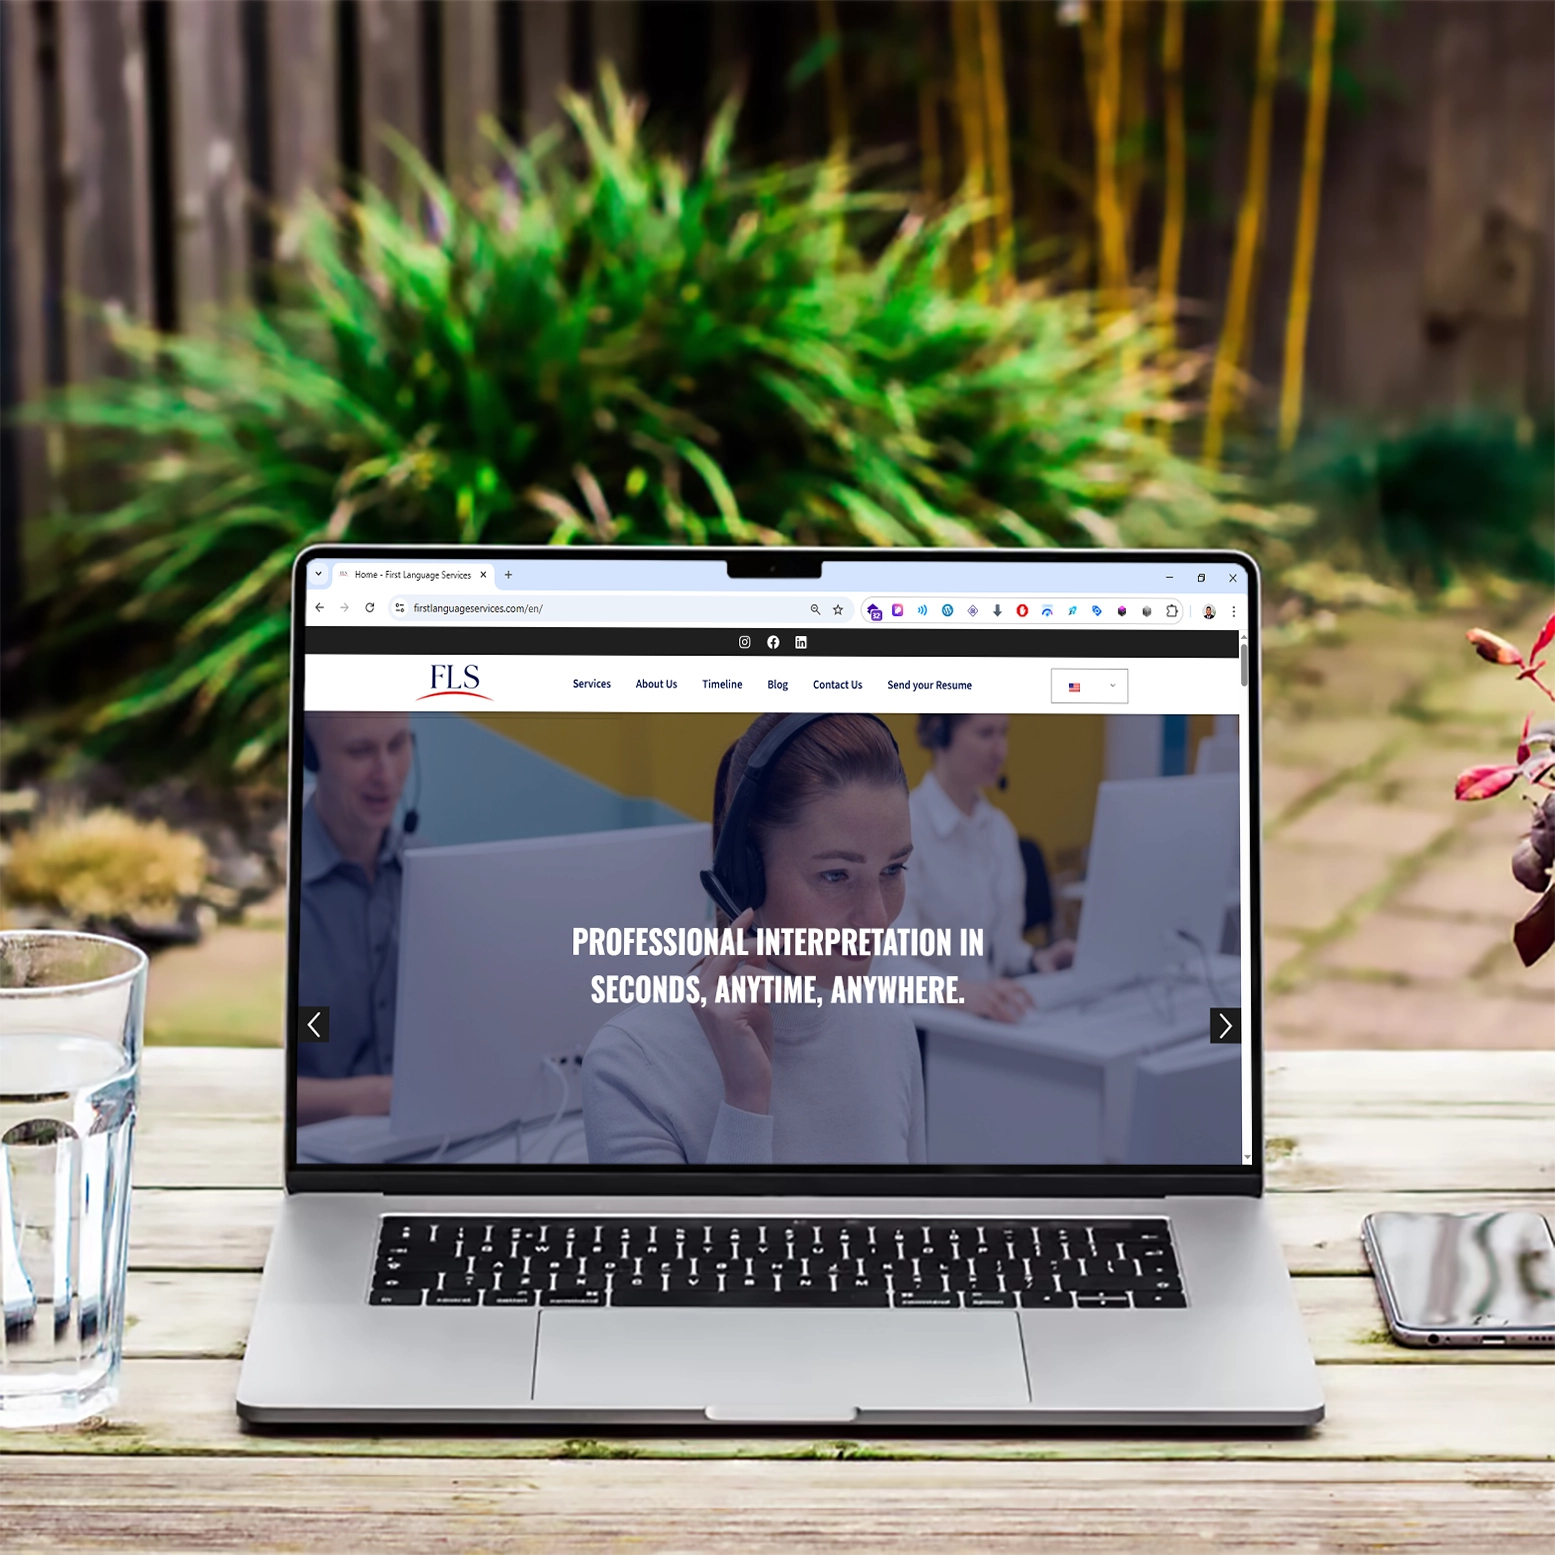 Home - First Language Services
firstlanguageservices.com/en/
32
FLS
Services About Us Timeline Blog Contact Us Send your Resume
PROFESSIONAL INTERPRETATION IN
SECONDS, ANYTIME, ANYWHERE.